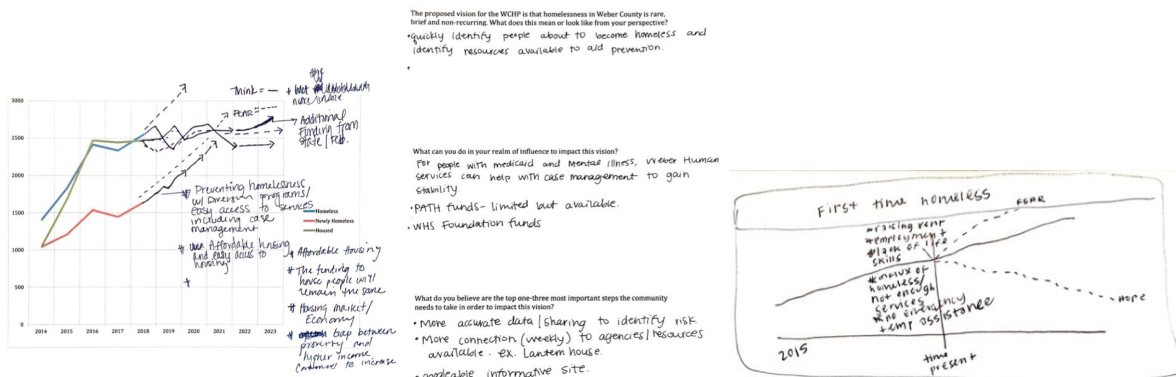 Think = —
FEAR = ---
Additional
Funding from
State / Feb.
3000
2500
2000
1500
1000
500
0
2014 2015 2016 2017 2018 2019 2020 2021 2022 2023
Homeless
Newly Homeless
Housed
* Preventing homelessness
w/ Diversion programs/
Easy access to services
including case
management
* Affordable housing
and easy access to
housing
* Affordable Housing
* The funding to
house people will
remain the same
* Housing market/
Economy
* Gap between
poverty and
higher income
continues to increase
The proposed vision for the WCHP is that homelessness in Weber County is rare,
brief and non-recurring. What does this mean or look like from your perspective?
• quickly identify people about to become homeless and
identify resources available to aid prevention.
What can you do in your realm of influence to impact this vision?
For people with medicaid and Mental Illness, Weber Human
services can help with case management to gain
stability
• PATH funds- limited but available.
• WHS Foundation funds
What do you believe are the top one-three most important steps the community
needs to take in order to impact this vision?
• More accurate data/sharing to identify risk
• More connection (weekly) to agencies/resources
available. ex. Lantern house.
• googleable informative site.
First time homeless
FEAR
* raising rent
* employment
* lack of life
skills
* influx of
homeless/
not enough
services
* no emergency
temp assistance
HOPE
2015
time
present